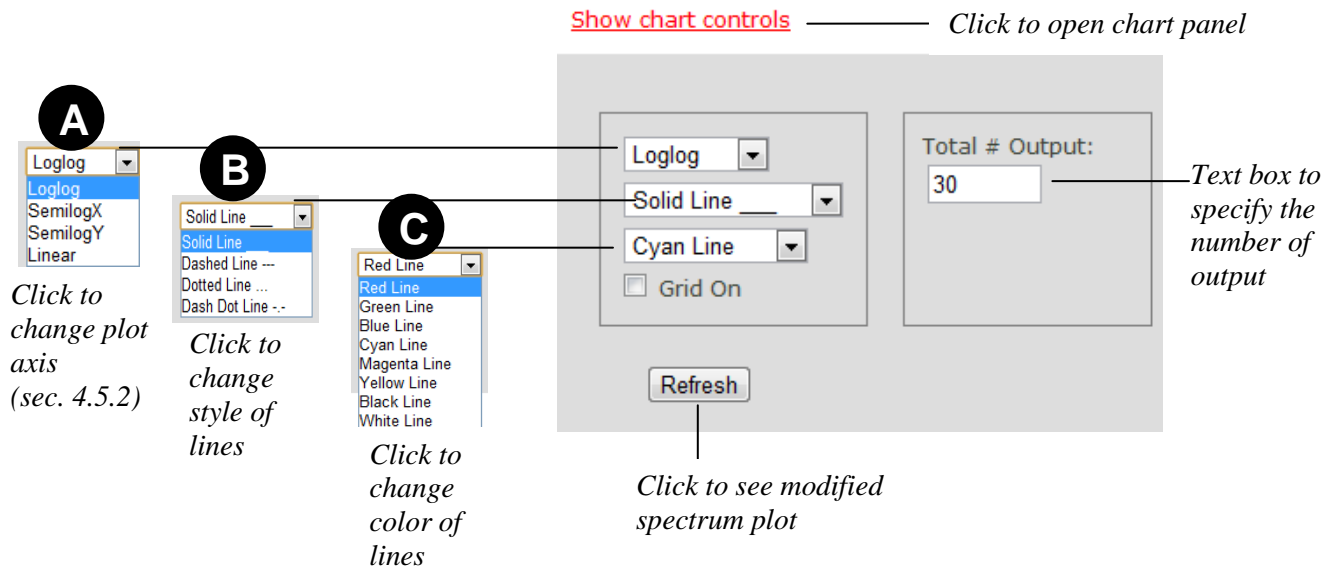 Show chart controls
Click to open chart panel
A
Loglog
Loglog
SemilogX
SemilogY
Linear
Click to
change plot
axis
(sec. 4.5.2)
B
Solid Line ___
Solid Line __
Dashed Line ---
Dotted Line ...
Dash Dot Line -.-
Click to
change
style of
lines
C
Red Line
Red Line
Green Line
Blue Line
Cyan Line
Magenta Line
Yellow Line
Black Line
White Line
Click to
change
color of
lines
Loglog
Solid Line ___
Cyan Line
Grid On
Refresh
Click to see modified
spectrum plot
Total # Output:
30
Text box to
specify the
number of
output